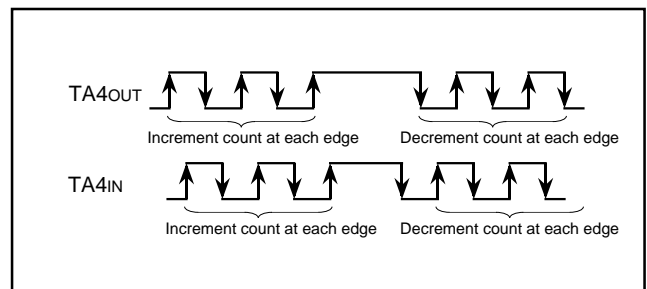 TA4OUT
Increment count at each edge Decrement count at each edge
TA4IN
Increment count at each edge Decrement count at each edge